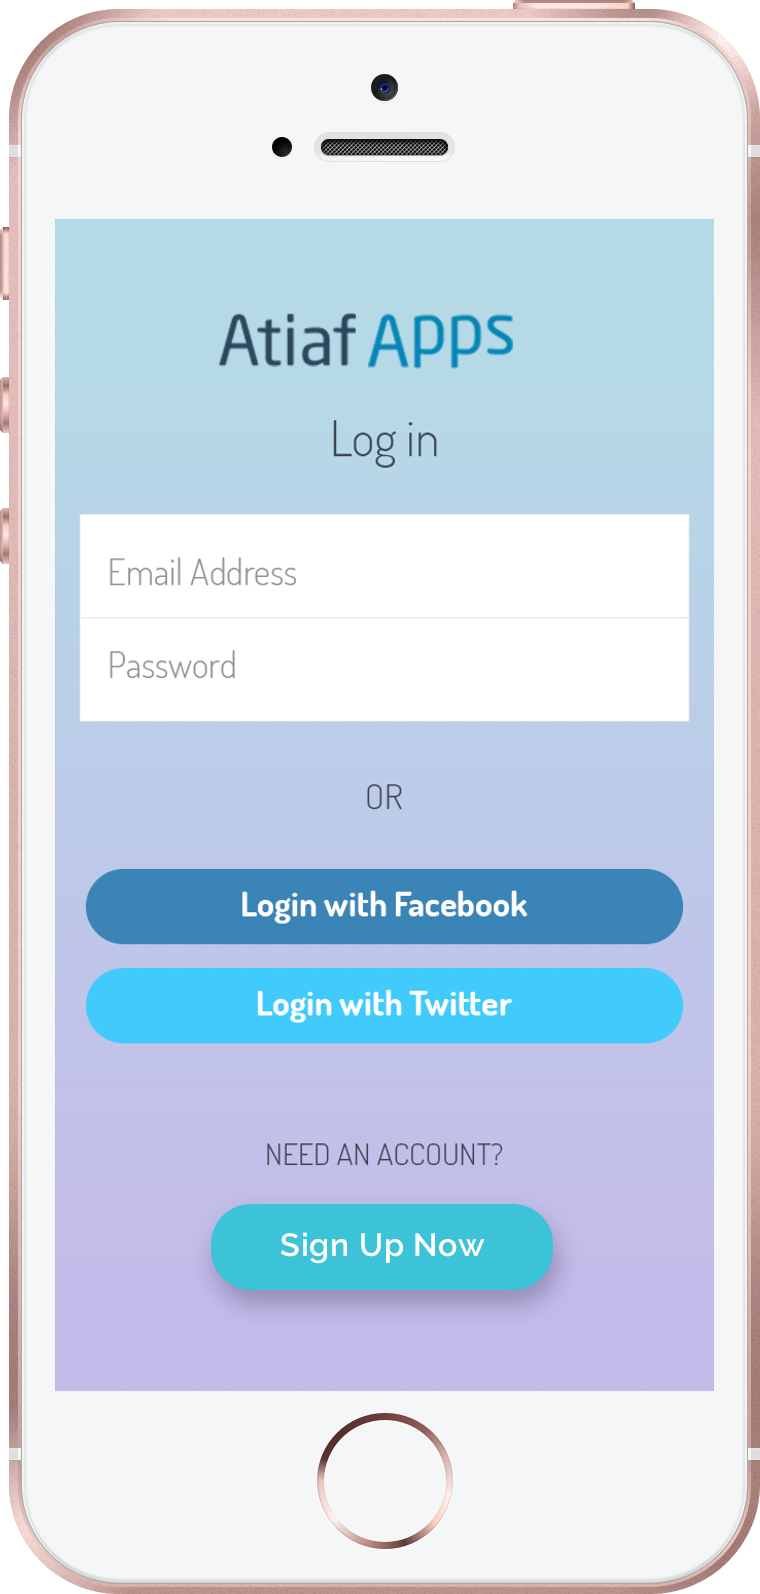 Atiaf Apps
Log in
Email Address
Password
OR
Login with Facebook
Login with Twitter
NEED AN ACCOUNT?
Sign Up Now